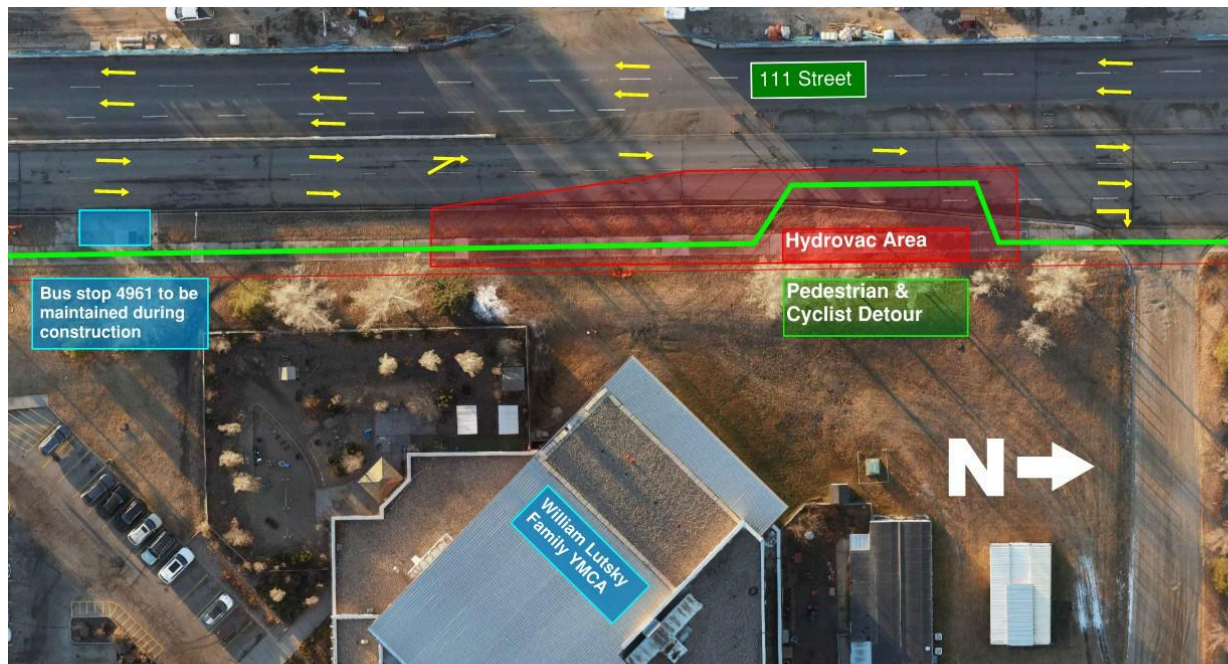 111 Street
Hydrovac Area
Bus stop 4961 to be
maintained during
construction
Pedestrian &
Cyclist Detour
N
William Lutsky
Family YMCA